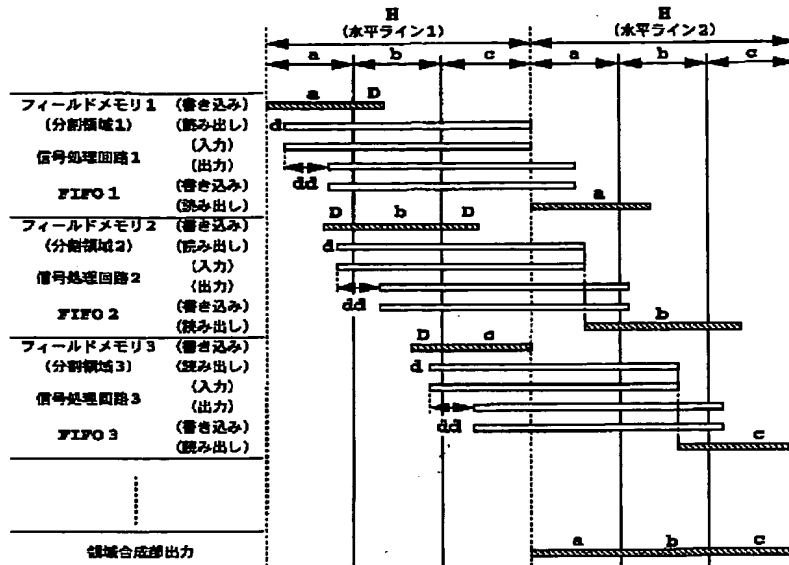 H H
(水平ライン1) (水平ライン2)
a b c a b c
フィールドメモリ1 (書き込み) a D
(分割領域1) (読み出し) d
信号処理回路1 (入力)
(出力)
dd
FIFO 1 (書き込み)
(読み出し) a
フィールドメモリ2 (書き込み) D b D
(分割領域2) (読み出し) d
信号処理回路2 (入力)
(出力)
dd
FIFO 2 (書き込み)
(読み出し) b
フィールドメモリ3 (書き込み) D c
(分割領域3) (読み出し) d
信号処理回路3 (入力)
(出力)
dd
FIFO 3 (書き込み)
(読み出し) c
領域合成部出力 a b c